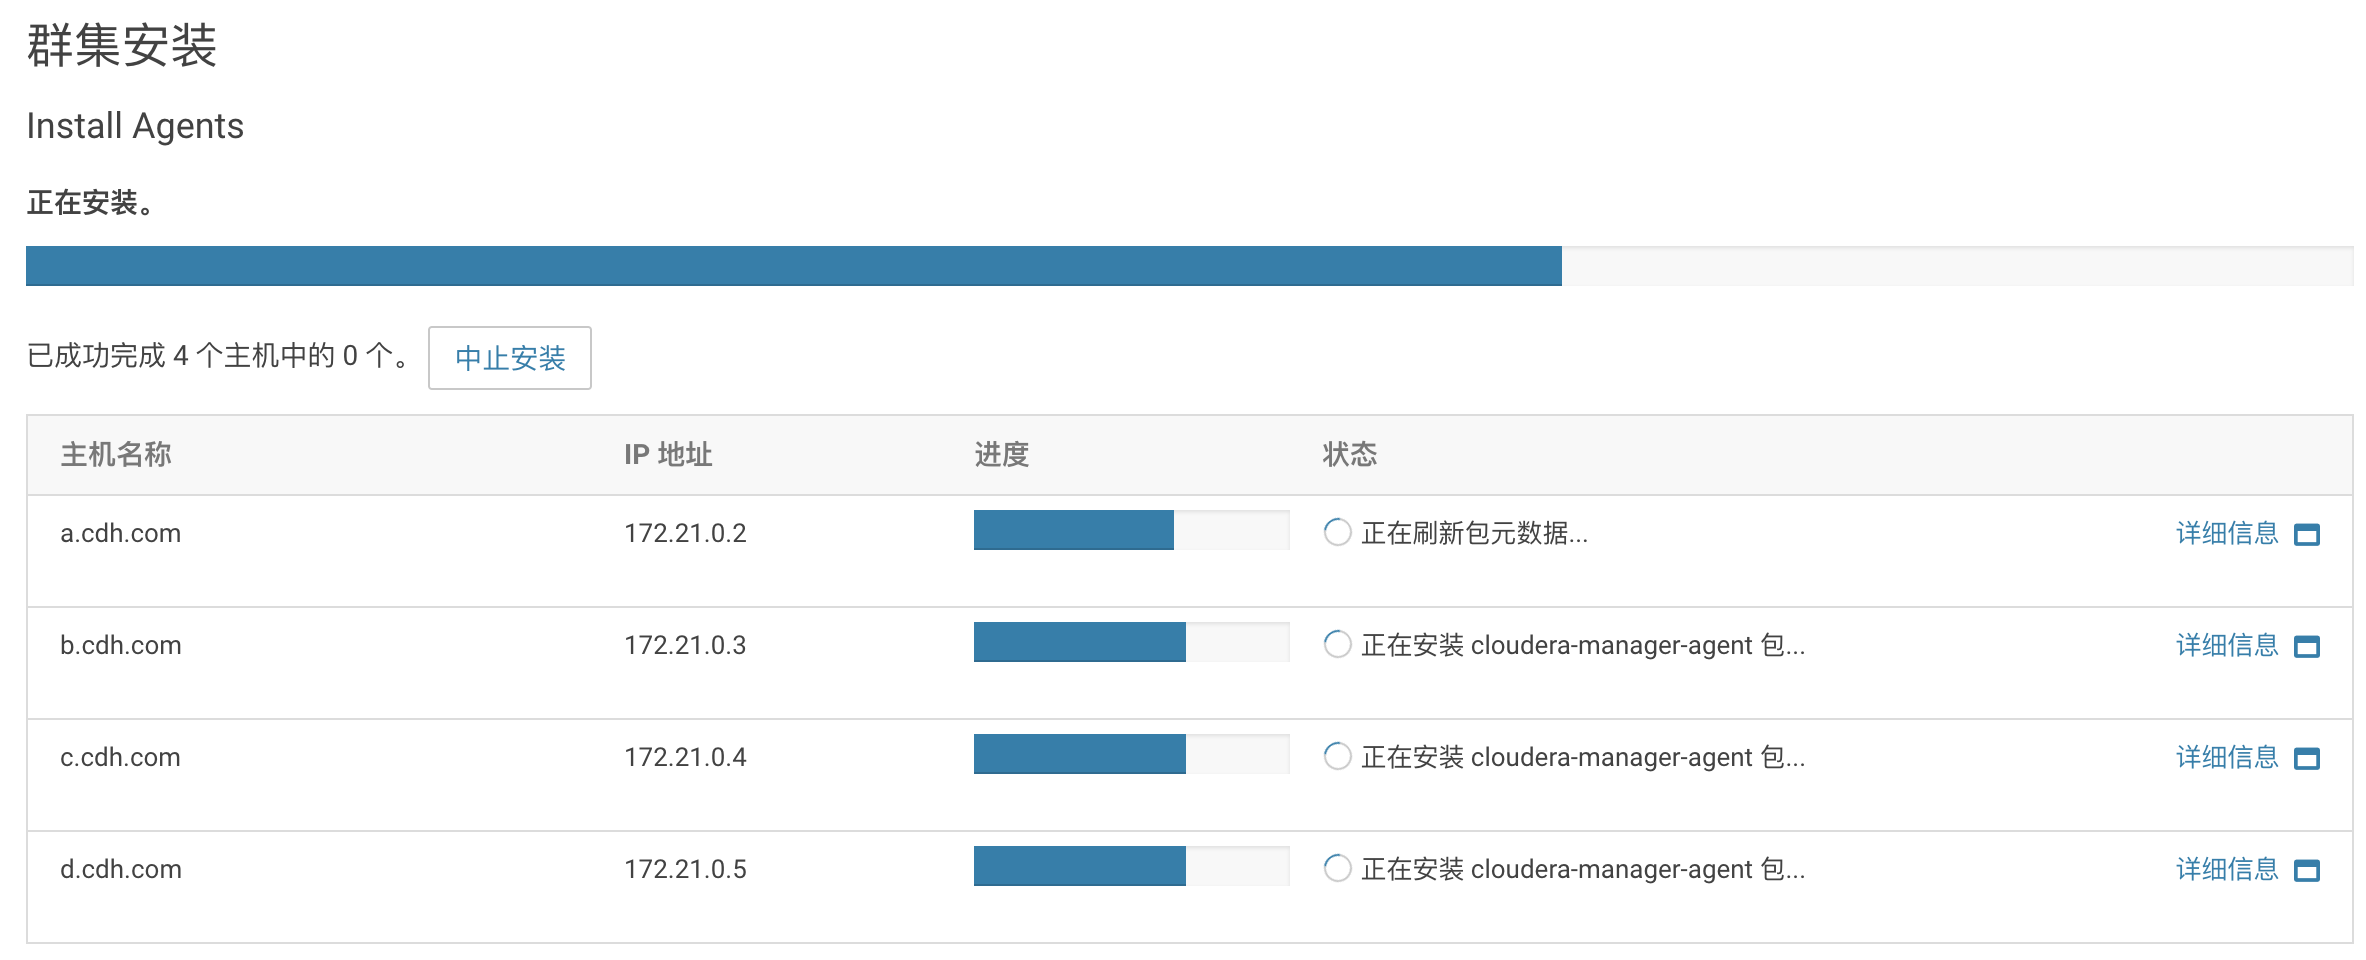 群集安装
Install Agents
正在安装。
已成功完成 4 个主机中的 0 个。 中止安装
主机名称 IP 地址 进度 状态
a.cdh.com 172.21.0.2 正在刷新包元数据... 详细信息
b.cdh.com 172.21.0.3 正在安装 cloudera-manager-agent 包... 详细信息
c.cdh.com 172.21.0.4 正在安装 cloudera-manager-agent 包... 详细信息
d.cdh.com 172.21.0.5 正在安装 cloudera-manager-agent 包... 详细信息